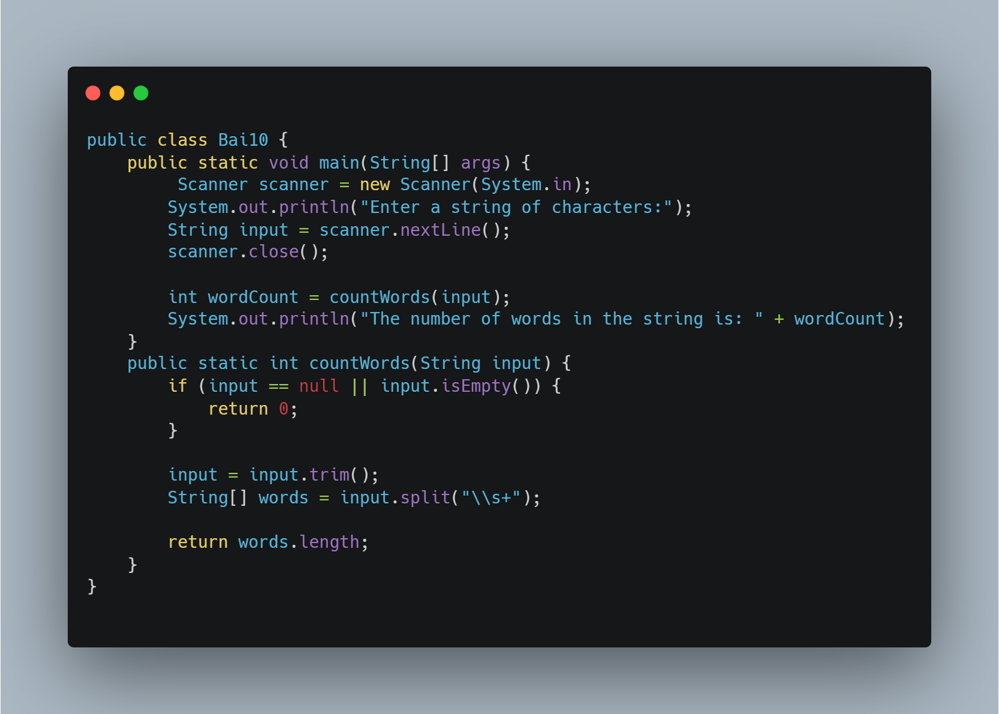 public class Bai10 {
    public static void main(String[] args) {
         Scanner scanner = new Scanner(System.in);
        System.out.println("Enter a string of characters:");
        String input = scanner.nextLine();
        scanner.close();

        int wordCount = countWords(input);
        System.out.println("The number of words in the string is: " + wordCount);
    }
    public static int countWords(String input) {
        if (input == null || input.isEmpty()) {
            return 0;
        }

        input = input.trim();
        String[] words = input.split("\\s+");

        return words.length;
    }
}